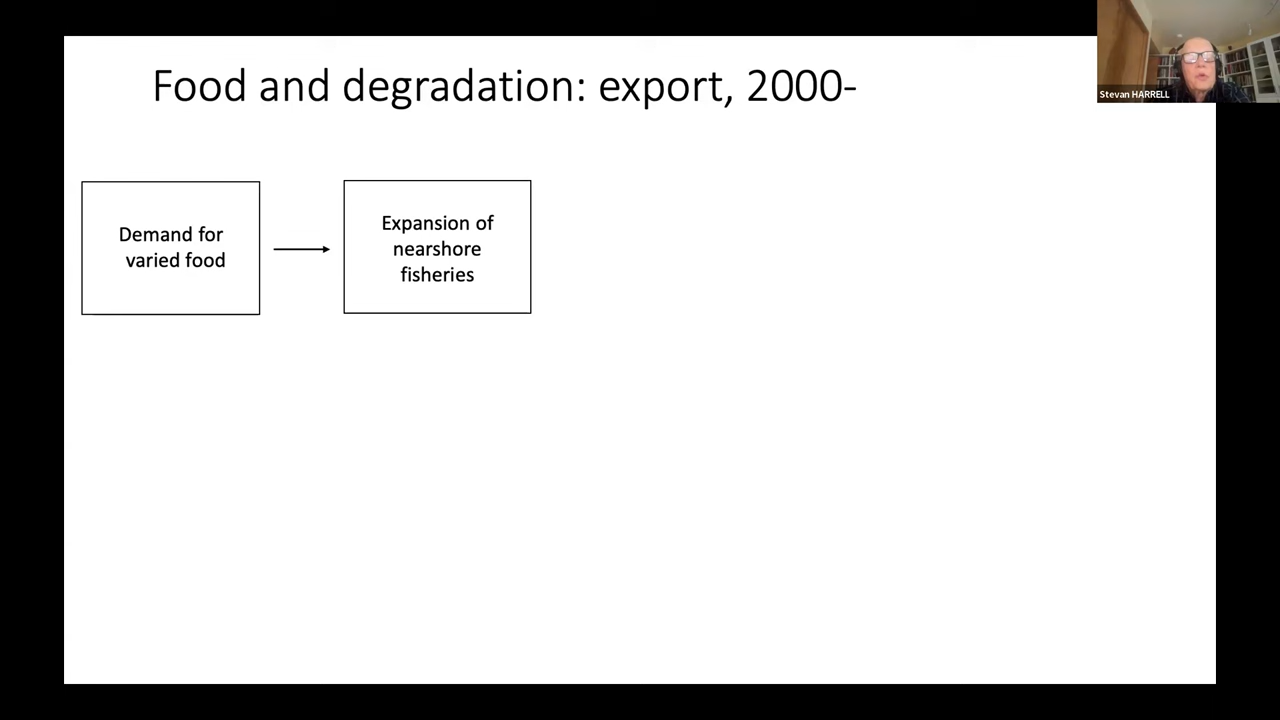 Food and degradation: export, 2000-
Stevan HARRELL
Demand for
varied food
Expansion of
nearshore
fisheries